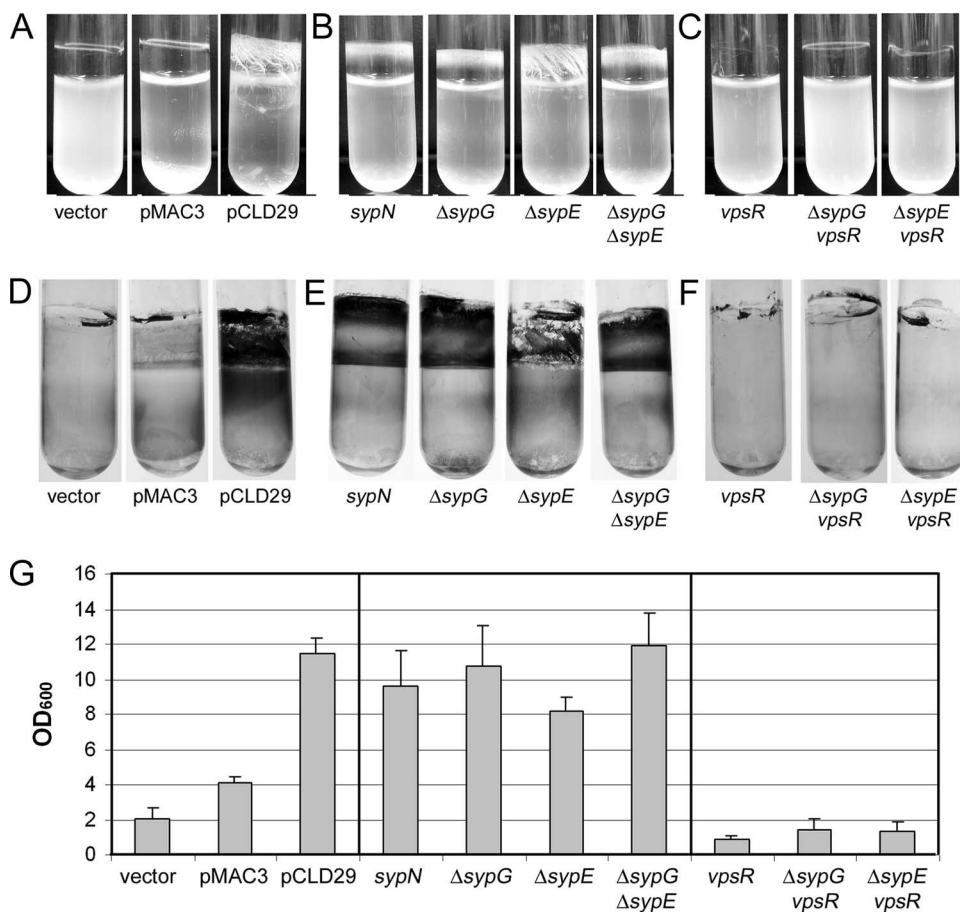 A
B
C
vector pMAC3 pCLD29
sypN ΔsypG ΔsypE ΔsypG
ΔsypE
vpsR ΔsypG ΔsypE
vpsR vpsR
D
E
F
vector pMAC3 pCLD29
sypN ΔsypG ΔsypE ΔsypG
ΔsypE
vpsR ΔsypG ΔsypE
vpsR vpsR
G
16
14
12
10
8
6
4
2
0
OD600
vector pMAC3 pCLD29 sypN ΔsypG ΔsypE ΔsypG vpsR ΔsypG ΔsypE
ΔsypE vpsR vpsR